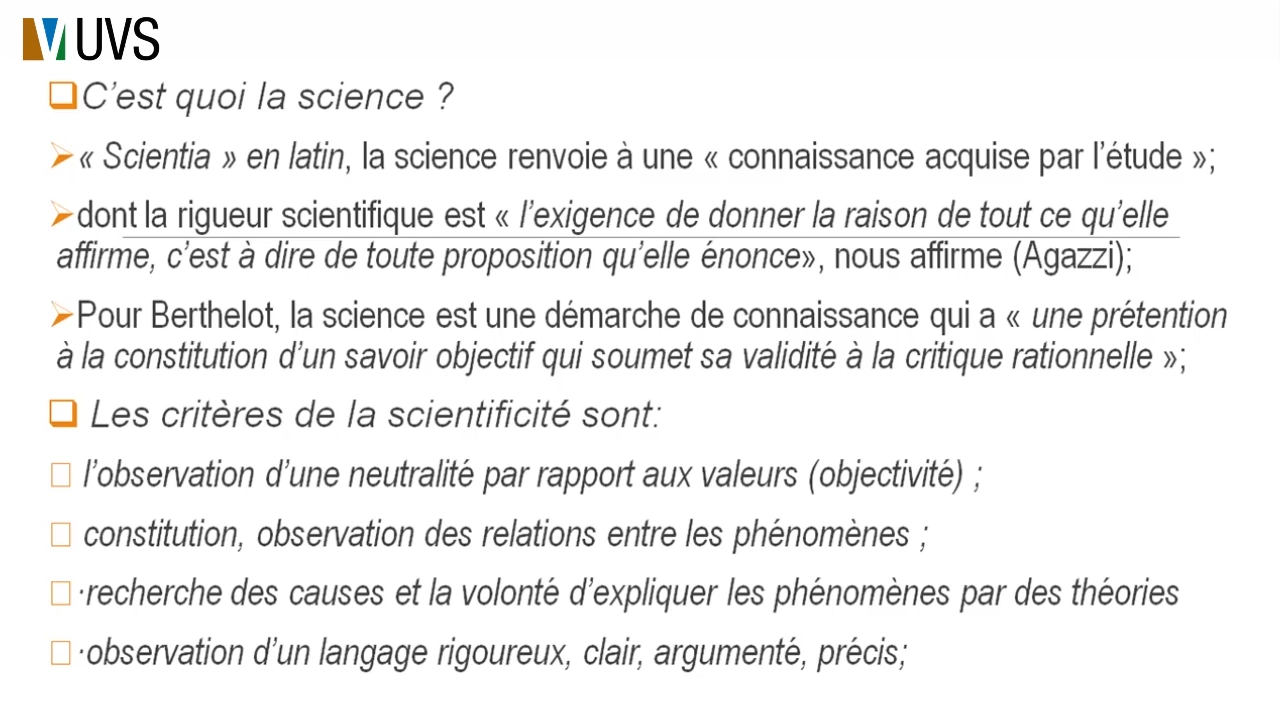 UVS
C'est quoi la science ?
« Scientia » en latin, la science renvoie à une « connaissance acquise par l'étude »;
dont la rigueur scientifique est « l'exigence de donner la raison de tout ce qu'elle
affirme, c'est à dire de toute proposition qu'elle énonce», nous affirme (Agazzi);
Pour Berthelot, la science est une démarche de connaissance qui a « une prétention
à la constitution d'un savoir objectif qui soumet sa validité à la critique rationnelle »;
Les critères de la scientificité sont:
l'observation d'une neutralité par rapport aux valeurs (objectivité) ;
constitution, observation des relations entre les phénomènes ;
·recherche des causes et la volonté d'expliquer les phénomènes par des théories
·observation d'un langage rigoureux, clair, argumenté, précis;